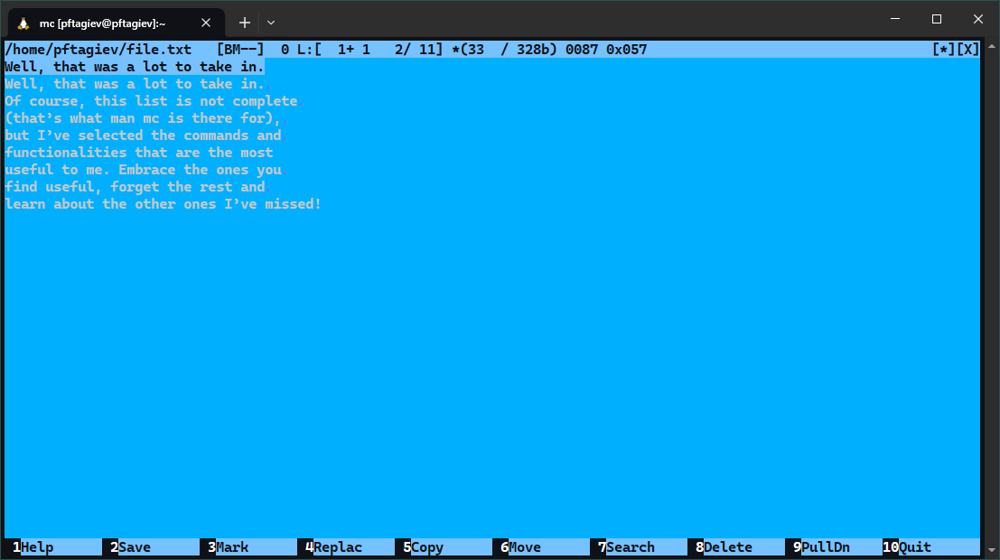 mc [pftagiev@pftagiev]:~
/home/pftagiev/file.txt   [BM--]  0 L:[  1+ 1   2/ 11] *(33  / 328b) 0087 0x057    [*][X]
Well, that was a lot to take in.
Well, that was a lot to take in.
Of course, this list is not complete
(that’s what man mc is there for),
but I’ve selected the commands and
functionalities that are the most
useful to me. Embrace the ones you
find useful, forget the rest and
learn about the other ones I’ve missed!
1Help 2Save 3Mark 4Replac 5Copy 6Move 7Search 8Delete 9PullDn 10Quit